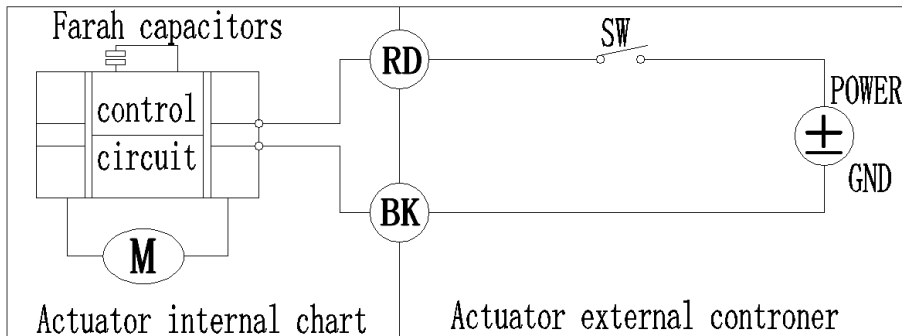 Farah capacitors
control
circuit
M
RD
BK
SW
POWER
GND
Actuator internal chart
Actuator external controner